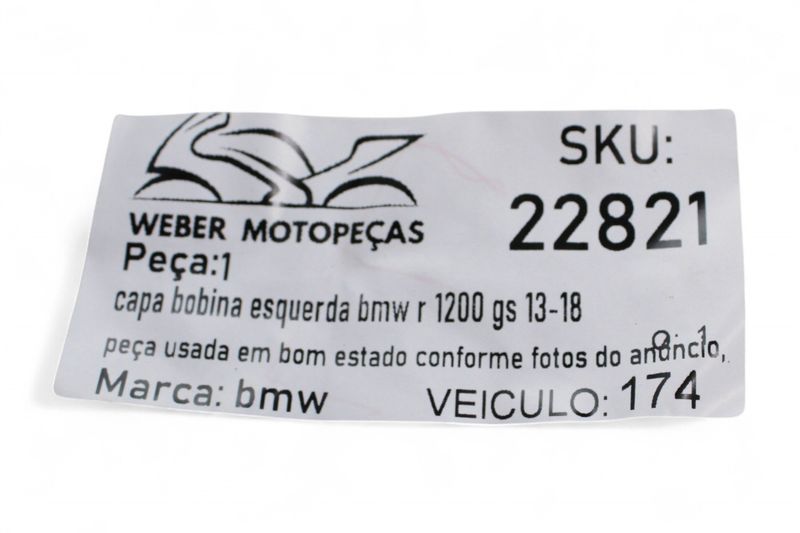 SKU:
22821
WEBER MOTOPEÇAS
Peça:1
capa bobina esquerda bmw r 1200 gs 13-18
peça usada em bom estado conforme fotos do anúncio,
Marca: bmw
VEICULO: 174